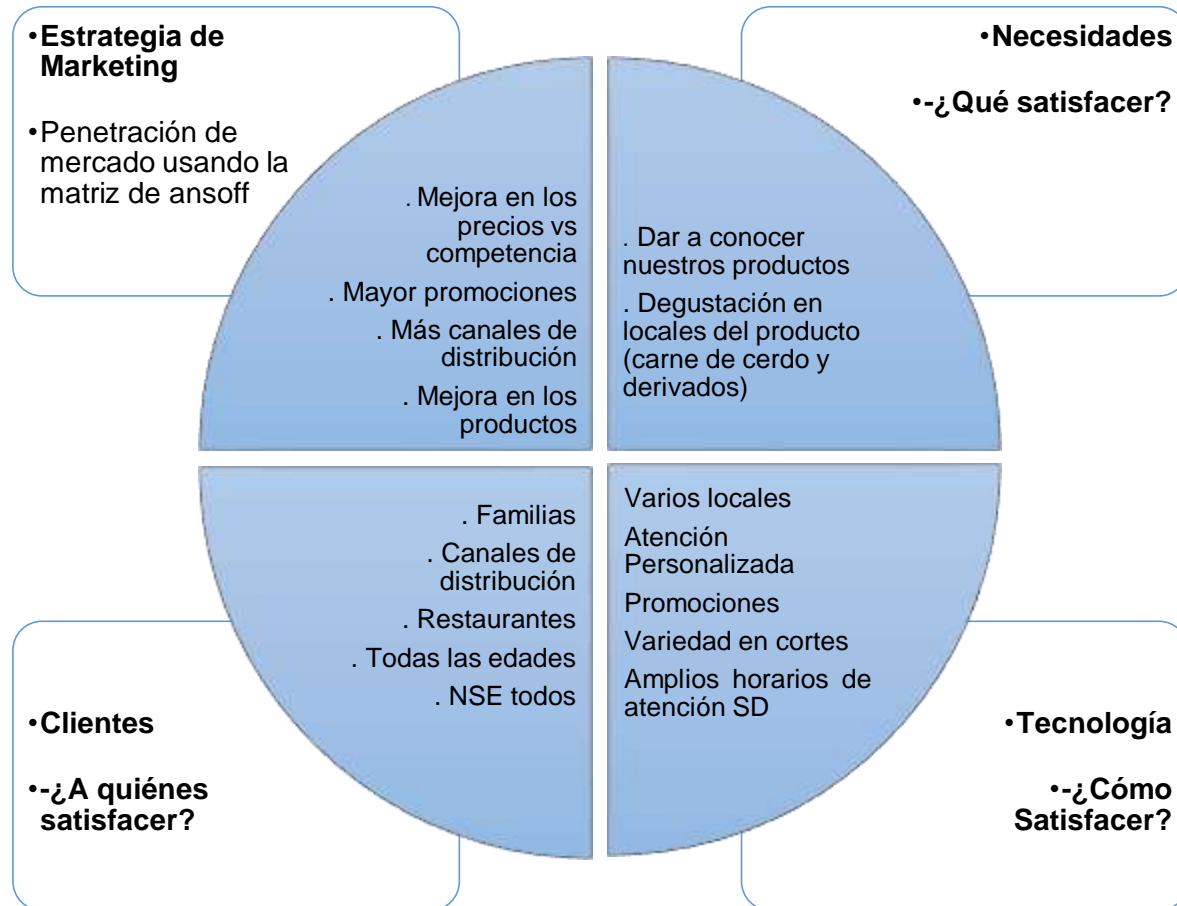 •Estrategia de
Marketing
•Penetración de
mercado usando la
matriz de ansoff
. Mejora en los
precios vs
competencia
. Mayor promociones
. Más canales de
distribución
. Mejora en los
productos
•Necesidades
•-¿Qué satisfacer?
. Dar a conocer
nuestros productos
. Degustación en
locales del producto
(carne de cerdo y
derivados)
. Familias
. Canales de
distribución
. Restaurantes
. Todas las edades
. NSE todos
•Clientes
•-¿A quiénes
satisfacer?
Varios locales
Atención
Personalizada
Promociones
Variedad en cortes
Amplios horarios de
atención SD
•Tecnología
•-¿Cómo
Satisfacer?